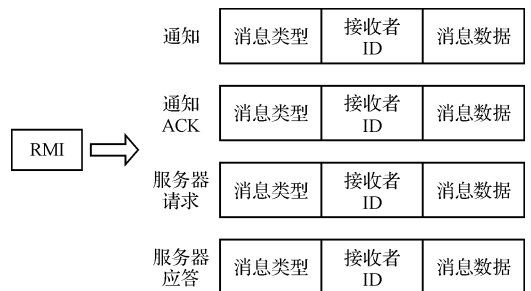 通知
消息类型
接收者
ID
消息数据
通知
ACK
消息类型
接收者
ID
消息数据
RMI
服务器
请求
消息类型
接收者
ID
消息数据
服务器
应答
消息类型
接收者
ID
消息数据